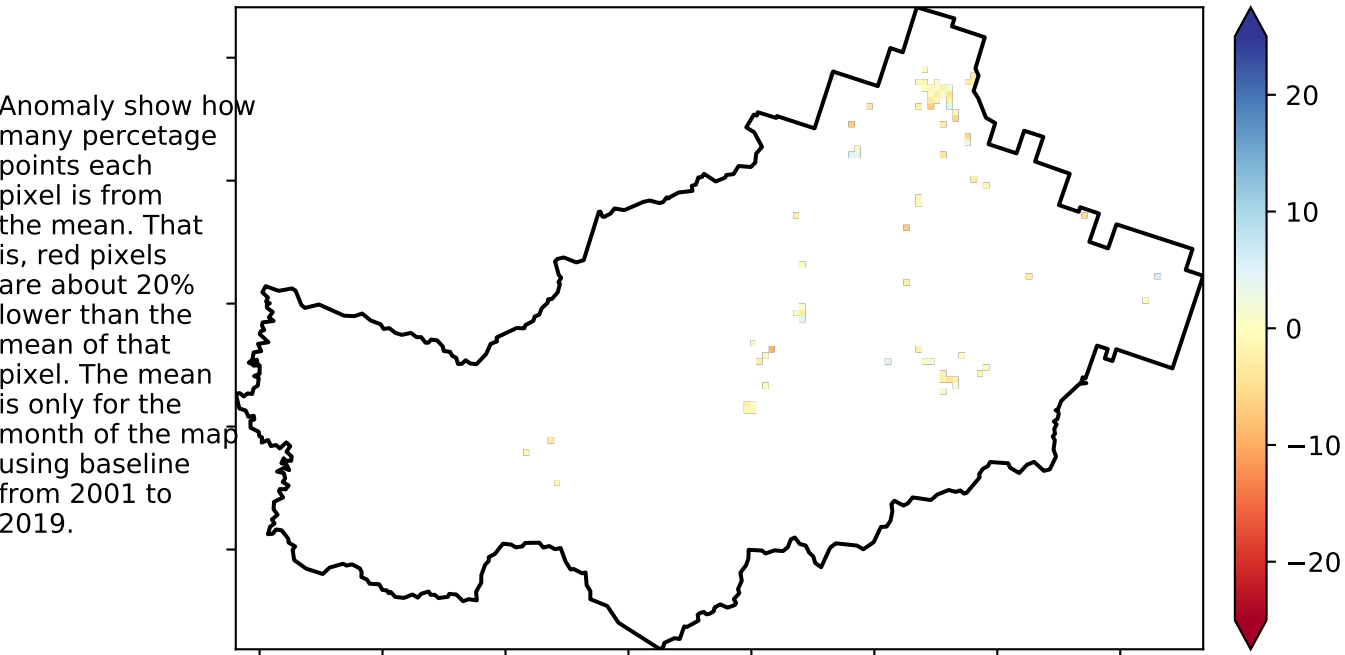 Anomaly show how
many percetage
points each
pixel is from
the mean. That
is, red pixels
are about 20%
lower than the
mean of that
pixel. The mean
is only for the
month of the map
using baseline
from 2001 to
2019.
20
10
0
−10
−20